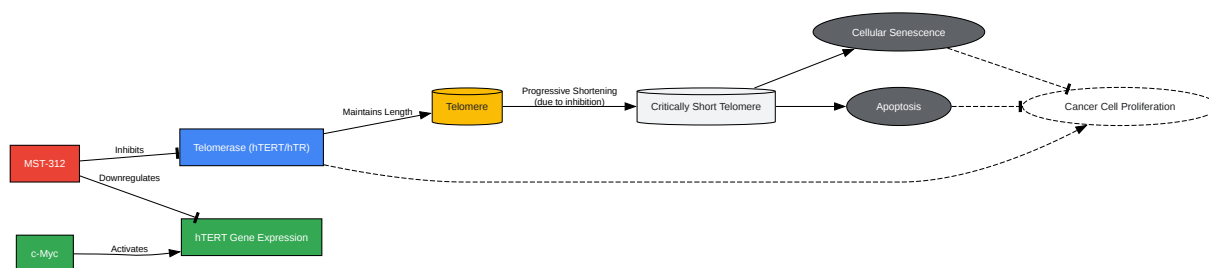 Cellular Senescence
Progressive Shortening
(due to inhibition)
Maintains Length
Telomere
Critically Short Telomere
Apoptosis
Cancer Cell Proliferation
Inhibits
Telomerase (hTERT/hTR)
MST-312
Downregulates
hTERT Gene Expression
c-Myc
Activates